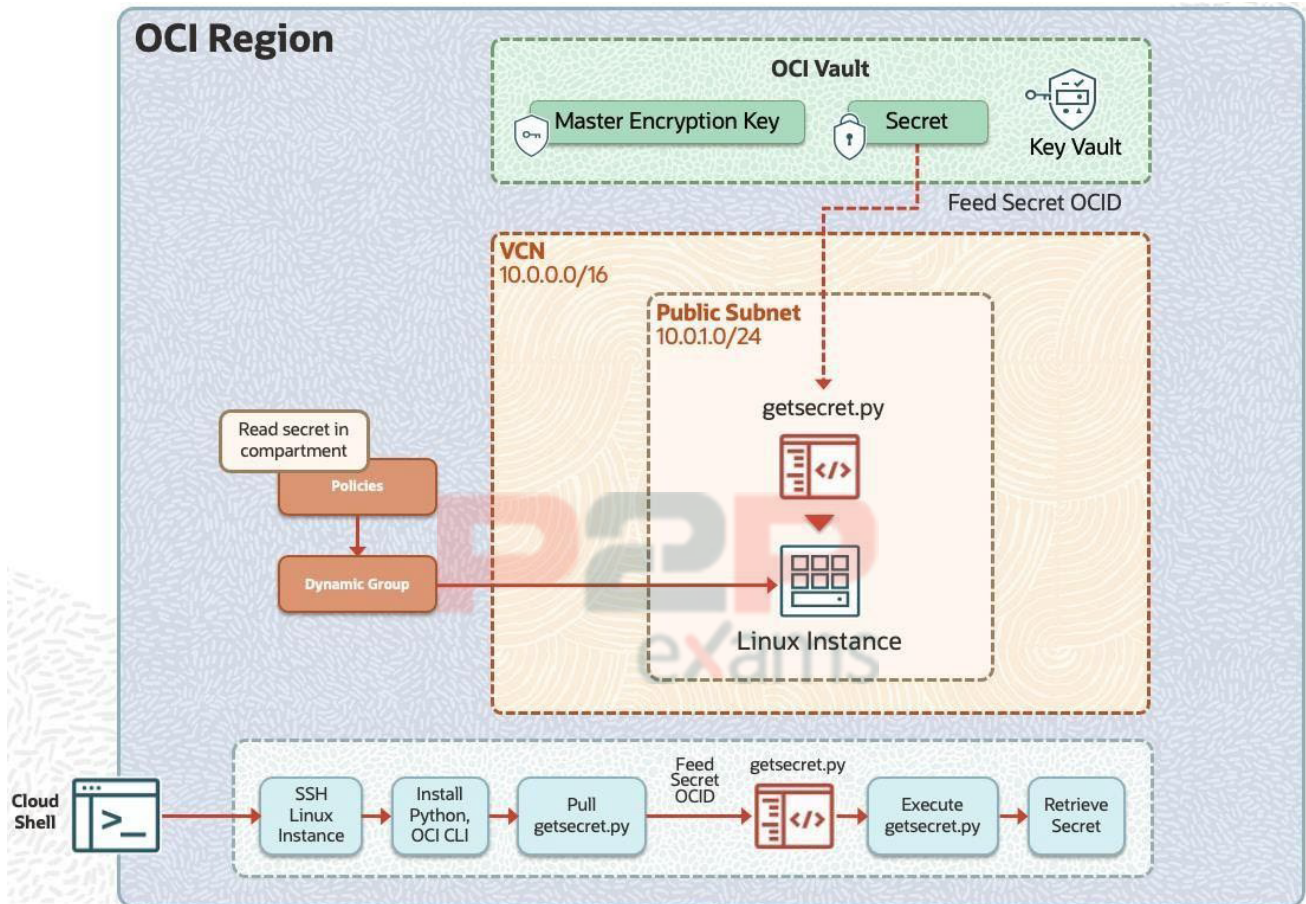 OCI Region
OCI Vault
Master Encryption Key
Secret
Key Vault
Feed Secret OCID
VCN
10.0.0.0/16
Public Subnet
10.0.1.0/24
getsecret.py
</>
Read secret in
compartment
Policies
Dynamic Group
P2P
exams
Linux Instance
Cloud
Shell
>_
SSH
Linux
Instance
Install
Python,
OCI CLI
Pull
getsecret.py
Feed
Secret
OCID
getsecret.py
</>
Execute
getsecret.py
Retrieve
Secret